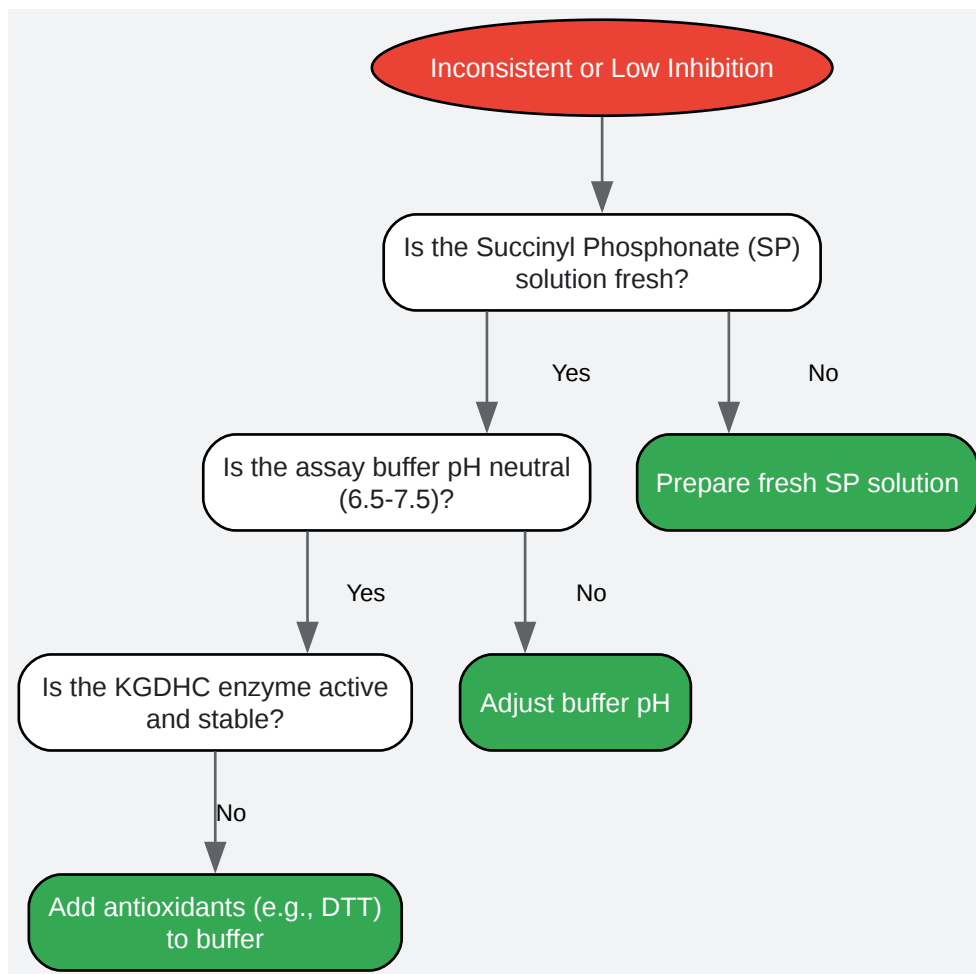 Inconsistent or Low Inhibition
Is the Succinyl Phosphonate (SP)
solution fresh?
Yes
No
Is the assay buffer pH neutral
(6.5-7.5)?
Prepare fresh SP solution
Yes
No
Is the KGDHC enzyme active
and stable?
Adjust buffer pH
No
Add antioxidants (e.g., DTT)
to buffer